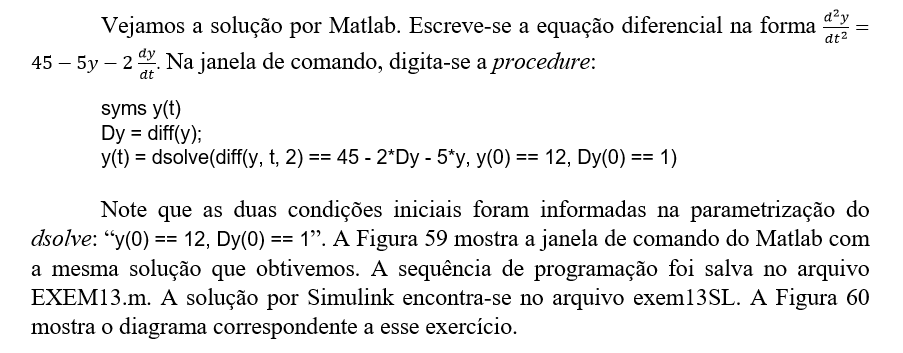 Vejamos a solução por Matlab. Escreve-se a equação diferencial na forma d²y/dt² =
45 − 5y − 2 dy/dt. Na janela de comando, digita-se a procedure:
syms y(t)
Dy = diff(y);
y(t) = dsolve(diff(y, t, 2) == 45 - 2*Dy - 5*y, y(0) == 12, Dy(0) == 1)
Note que as duas condições iniciais foram informadas na parametrização do
dsolve: “y(0) == 12, Dy(0) == 1”. A Figura 59 mostra a janela de comando do Matlab com
a mesma solução que obtivemos. A sequência de programação foi salva no arquivo
EXEM13.m. A solução por Simulink encontra-se no arquivo exem13SL. A Figura 60
mostra o diagrama correspondente a esse exercício.